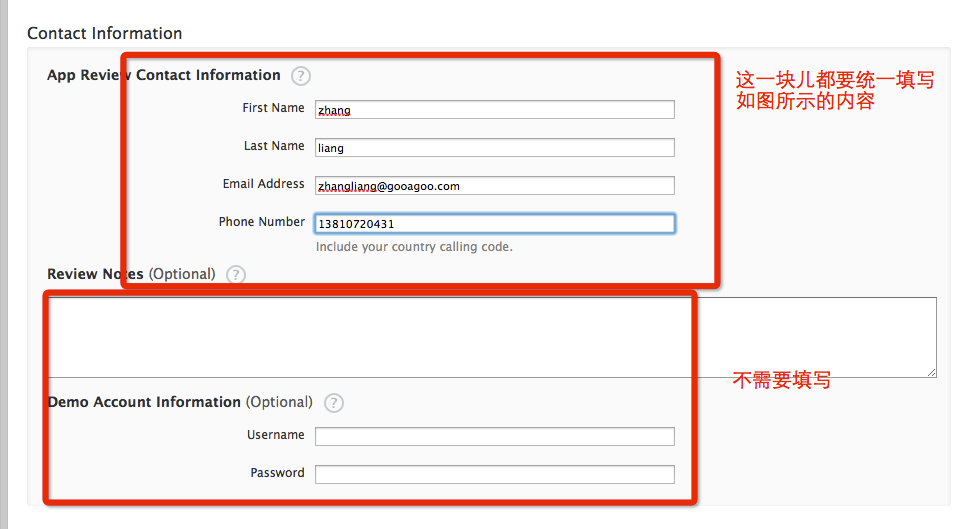 Contact Information
App Review Contact Information ?
这一块儿都要统一填写
如图所示的内容
First Name zhang
Last Name liang
Email Address zhangliang@gooagoo.com
Phone Number 13810720431
Include your country calling code.
Review Notes (Optional) ?
不需要填写
Demo Account Information (Optional) ?
Username
Password